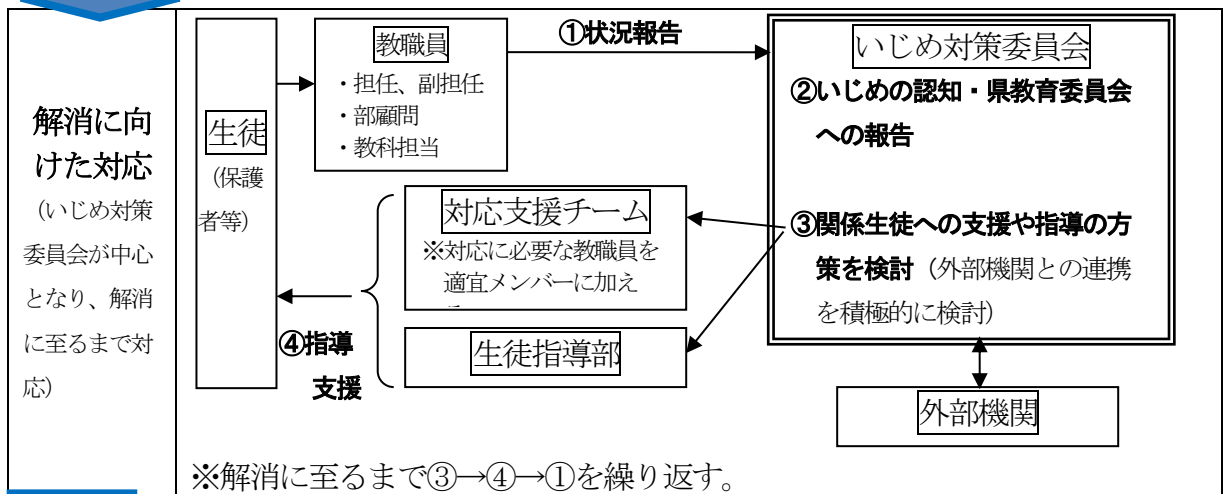 解消に向
けた対応
（いじめ対策
委員会が中心
となり、解消
に至るまで対
応）
生徒
（保護
者等）
教職員
・担任、副担任
・部顧問
・教科担当
①状況報告
いじめ対策委員会
②いじめの認知・県教育委員会
への報告
③関係生徒への支援や指導の方
策を検討（外部機関との連携
を積極的に検討）
対応支援チーム
※対応に必要な教職員を
適宜メンバーに加え
生徒指導部
④指導
支援
外部機関
※解消に至るまで③→④→①を繰り返す。